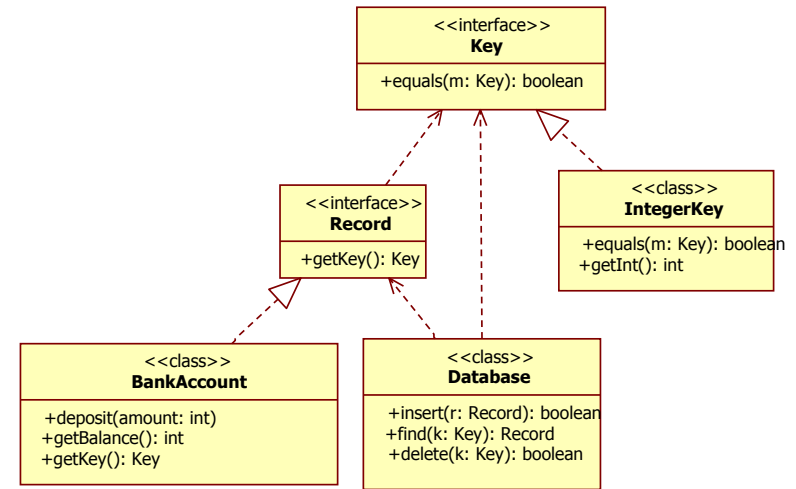 <<interface>>
Key
+equals(m: Key): boolean
<<interface>>
Record
+getKey(): Key
<<class>>
IntegerKey
+equals(m: Key): boolean
+getInt(): int
<<class>>
BankAccount
+deposit(amount: int)
+getBalance(): int
+getKey(): Key
<<class>>
Database
+insert(r: Record): boolean
+find(k: Key): Record
+delete(k: Key): boolean